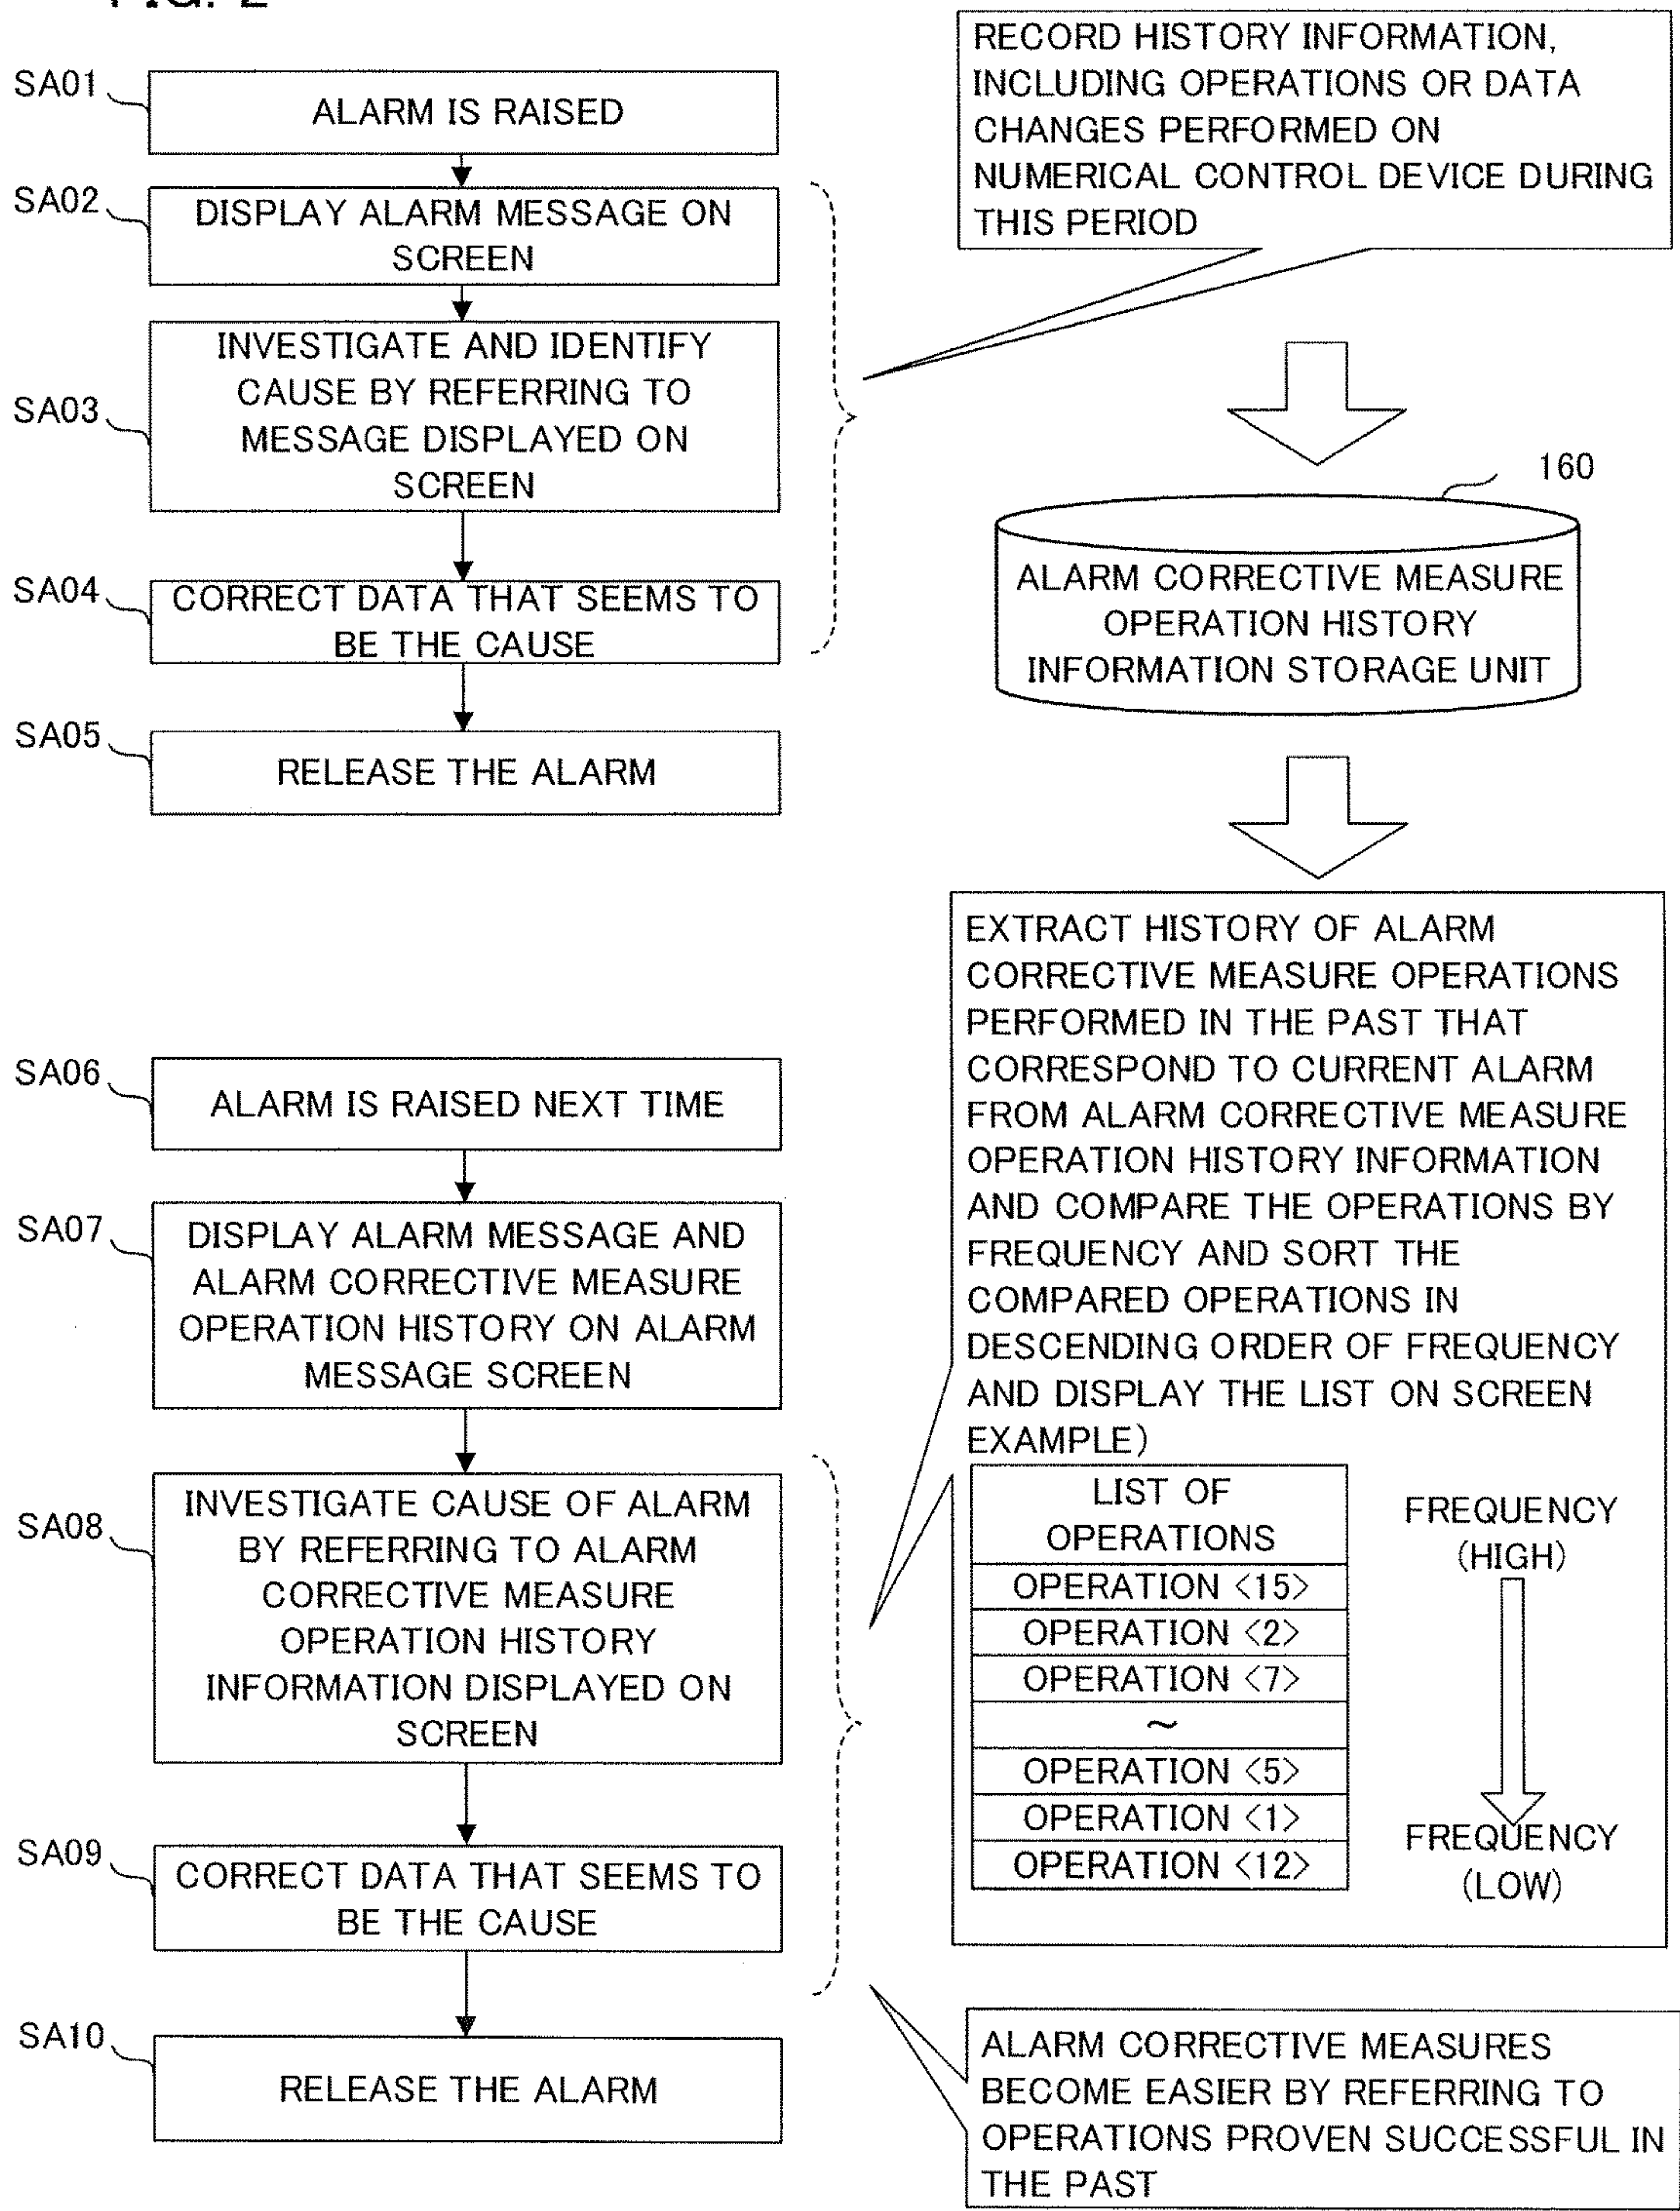 FIG. 2
SA01
ALARM IS RAISED
SA02
DISPLAY ALARM MESSAGE ON
SCREEN
SA03
INVESTIGATE AND IDENTIFY
CAUSE BY REFERRING TO
MESSAGE DISPLAYED ON
SCREEN
SA04
CORRECT DATA THAT SEEMS TO
BE THE CAUSE
SA05
RELEASE THE ALARM
RECORD HISTORY INFORMATION,
INCLUDING OPERATIONS OR DATA
CHANGES PERFORMED ON
NUMERICAL CONTROL DEVICE DURING
THIS PERIOD
160
ALARM CORRECTIVE MEASURE
OPERATION HISTORY
INFORMATION STORAGE UNIT
SA06
ALARM IS RAISED NEXT TIME
SA07
DISPLAY ALARM MESSAGE AND
ALARM CORRECTIVE MEASURE
OPERATION HISTORY ON ALARM
MESSAGE SCREEN
SA08
INVESTIGATE CAUSE OF ALARM
BY REFERRING TO ALARM
CORRECTIVE MEASURE
OPERATION HISTORY
INFORMATION DISPLAYED ON
SCREEN
SA09
CORRECT DATA THAT SEEMS TO
BE THE CAUSE
SA10
RELEASE THE ALARM
EXTRACT HISTORY OF ALARM
CORRECTIVE MEASURE OPERATIONS
PERFORMED IN THE PAST THAT
CORRESPOND TO CURRENT ALARM
FROM ALARM CORRECTIVE MEASURE
OPERATION HISTORY INFORMATION
AND COMPARE THE OPERATIONS BY
FREQUENCY AND SORT THE
COMPARED OPERATIONS IN
DESCENDING ORDER OF FREQUENCY
AND DISPLAY THE LIST ON SCREEN
EXAMPLE)
LIST OF
OPERATIONS
OPERATION <15>
OPERATION <2>
OPERATION <7>
~
OPERATION <5>
OPERATION <1>
OPERATION <12>
FREQUENCY
(HIGH)
FREQUENCY
(LOW)
ALARM CORRECTIVE MEASURES
BECOME EASIER BY REFERRING TO
OPERATIONS PROVEN SUCCESSFUL IN
THE PAST